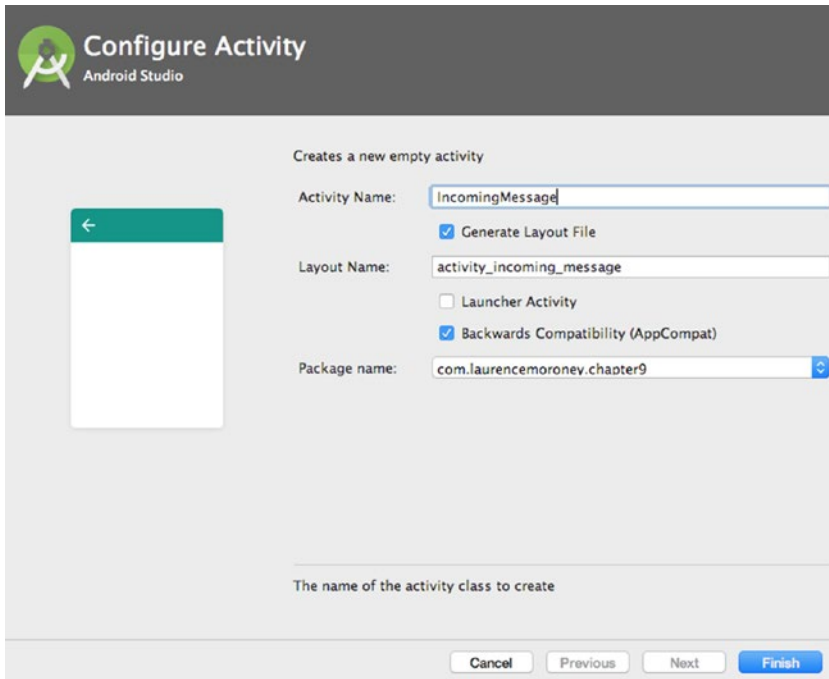 Configure Activity
Android Studio
Creates a new empty activity
Activity Name: IncomingMessage
Generate Layout File
Layout Name: activity_incoming_message
Launcher Activity
Backwards Compatibility (AppCompat)
Package name: com.laurencemoroney.chapter9
The name of the activity class to create
Cancel Previous Next Finish